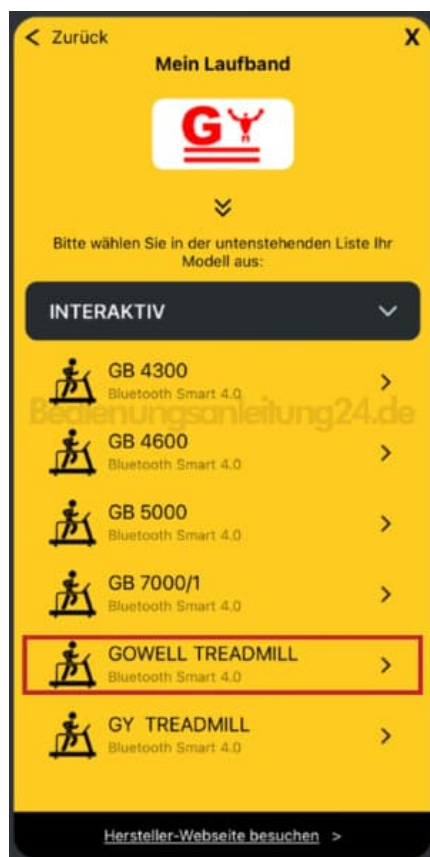 < Zurück X
Mein Laufband
GY
Bitte wählen Sie in der untenstehenden Liste Ihr
Modell aus:
INTERAKTIV
GB 4300
Bluetooth Smart 4.0
Bedienungsanleitung24.de
GB 4600
Bluetooth Smart 4.0
GB 5000
Bluetooth Smart 4.0
GB 7000/1
Bluetooth Smart 4.0
GOWELL TREADMILL
Bluetooth Smart 4.0
GY TREADMILL
Bluetooth Smart 4.0
Hersteller-Webseite besuchen >